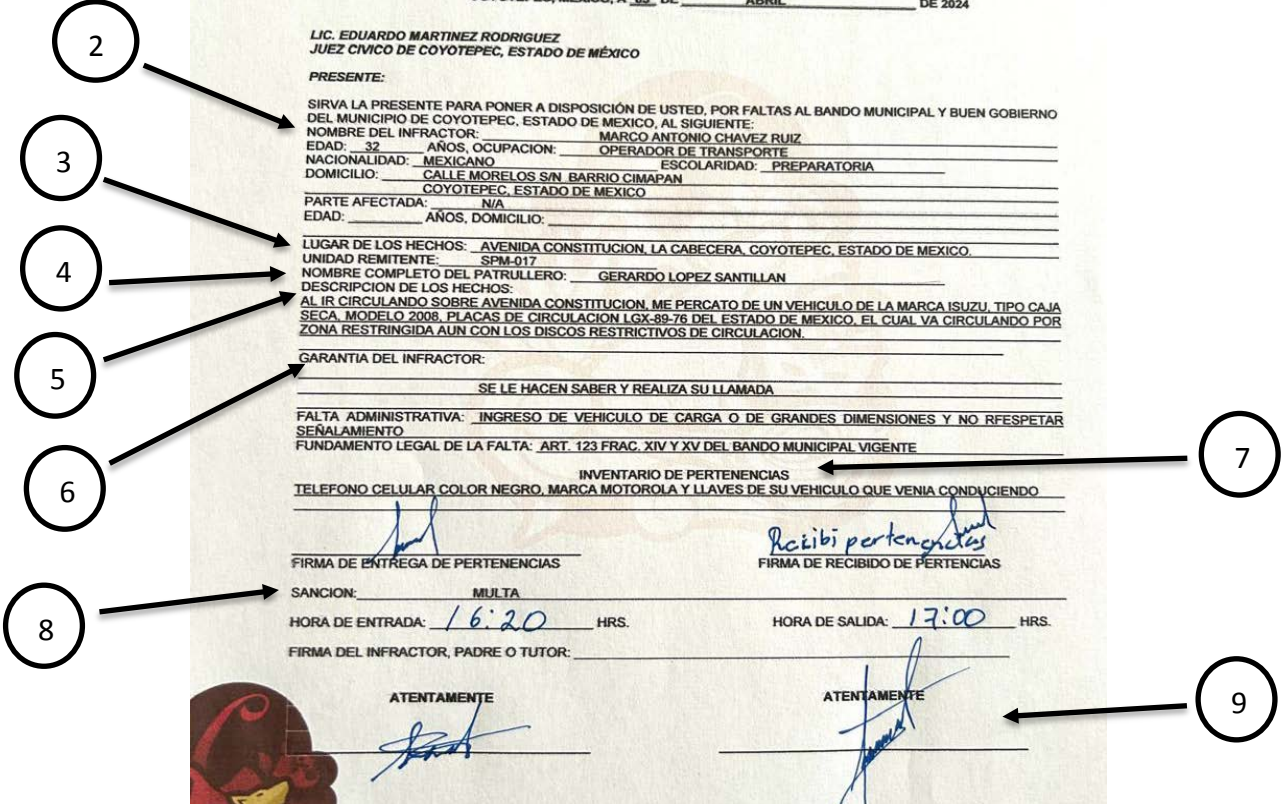 COYOTEPEC, MEXICO, A 05 DE ABRIL DE 2024
LIC. EDUARDO MARTINEZ RODRIGUEZ
JUEZ CIVICO DE COYOTEPEC, ESTADO DE MÉXICO
PRESENTE:
SIRVA LA PRESENTE PARA PONER A DISPOSICIÓN DE USTED, POR FALTAS AL BANDO MUNICIPAL Y BUEN GOBIERNO
DEL MUNICIPIO DE COYOTEPEC, ESTADO DE MEXICO, AL SIGUIENTE:
NOMBRE DEL INFRACTOR: MARCO ANTONIO CHAVEZ RUIZ
EDAD: 32 AÑOS, OCUPACION: OPERADOR DE TRANSPORTE
NACIONALIDAD: MEXICANO ESCOLARIDAD: PREPARATORIA
DOMICILIO: CALLE MORELOS S/N BARRIO CIMAPAN
COYOTEPEC, ESTADO DE MEXICO
PARTE AFECTADA: N/A
EDAD: AÑOS, DOMICILIO:
LUGAR DE LOS HECHOS: AVENIDA CONSTITUCION, LA CABECERA, COYOTEPEC, ESTADO DE MEXICO.
UNIDAD REMITENTE: SPM-017
NOMBRE COMPLETO DEL PATRULLERO: GERARDO LOPEZ SANTILLAN
DESCRIPCION DE LOS HECHOS:
AL IR CIRCULANDO SOBRE AVENIDA CONSTITUCION, ME PERCATO DE UN VEHICULO DE LA MARCA ISUZU, TIPO CAJA
SECA, MODELO 2008, PLACAS DE CIRCULACION LGX-89-76 DEL ESTADO DE MEXICO, EL CUAL VA CIRCULANDO POR
ZONA RESTRINGIDA AUN CON LOS DISCOS RESTRICTIVOS DE CIRCULACION.
GARANTIA DEL INFRACTOR:
SE LE HACEN SABER Y REALIZA SU LLAMADA
FALTA ADMINISTRATIVA: INGRESO DE VEHICULO DE CARGA O DE GRANDES DIMENSIONES Y NO RFESPETAR
SEÑALAMIENTO
FUNDAMENTO LEGAL DE LA FALTA: ART. 123 FRAC. XIV Y XV DEL BANDO MUNICIPAL VIGENTE
INVENTARIO DE PERTENENCIAS
TELEFONO CELULAR COLOR NEGRO, MARCA MOTOROLA Y LLAVES DE SU VEHICULO QUE VENIA CONDUCIENDO
Recibi pertenencias
FIRMA DE ENTREGA DE PERTENENCIAS FIRMA DE RECIBIDO DE PERTENCIAS
SANCION: MULTA
HORA DE ENTRADA: 16:20 HRS. HORA DE SALIDA: 17:00 HRS.
FIRMA DEL INFRACTOR, PADRE O TUTOR:
ATENTAMENTE ATENTAMENTE
2
3
4
5
6
7
8
9